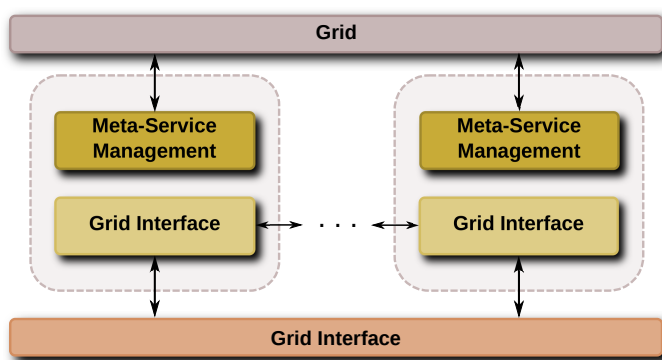 Grid
Meta-Service
Management
Meta-Service
Management
Grid Interface
. . .
Grid Interface
Grid Interface